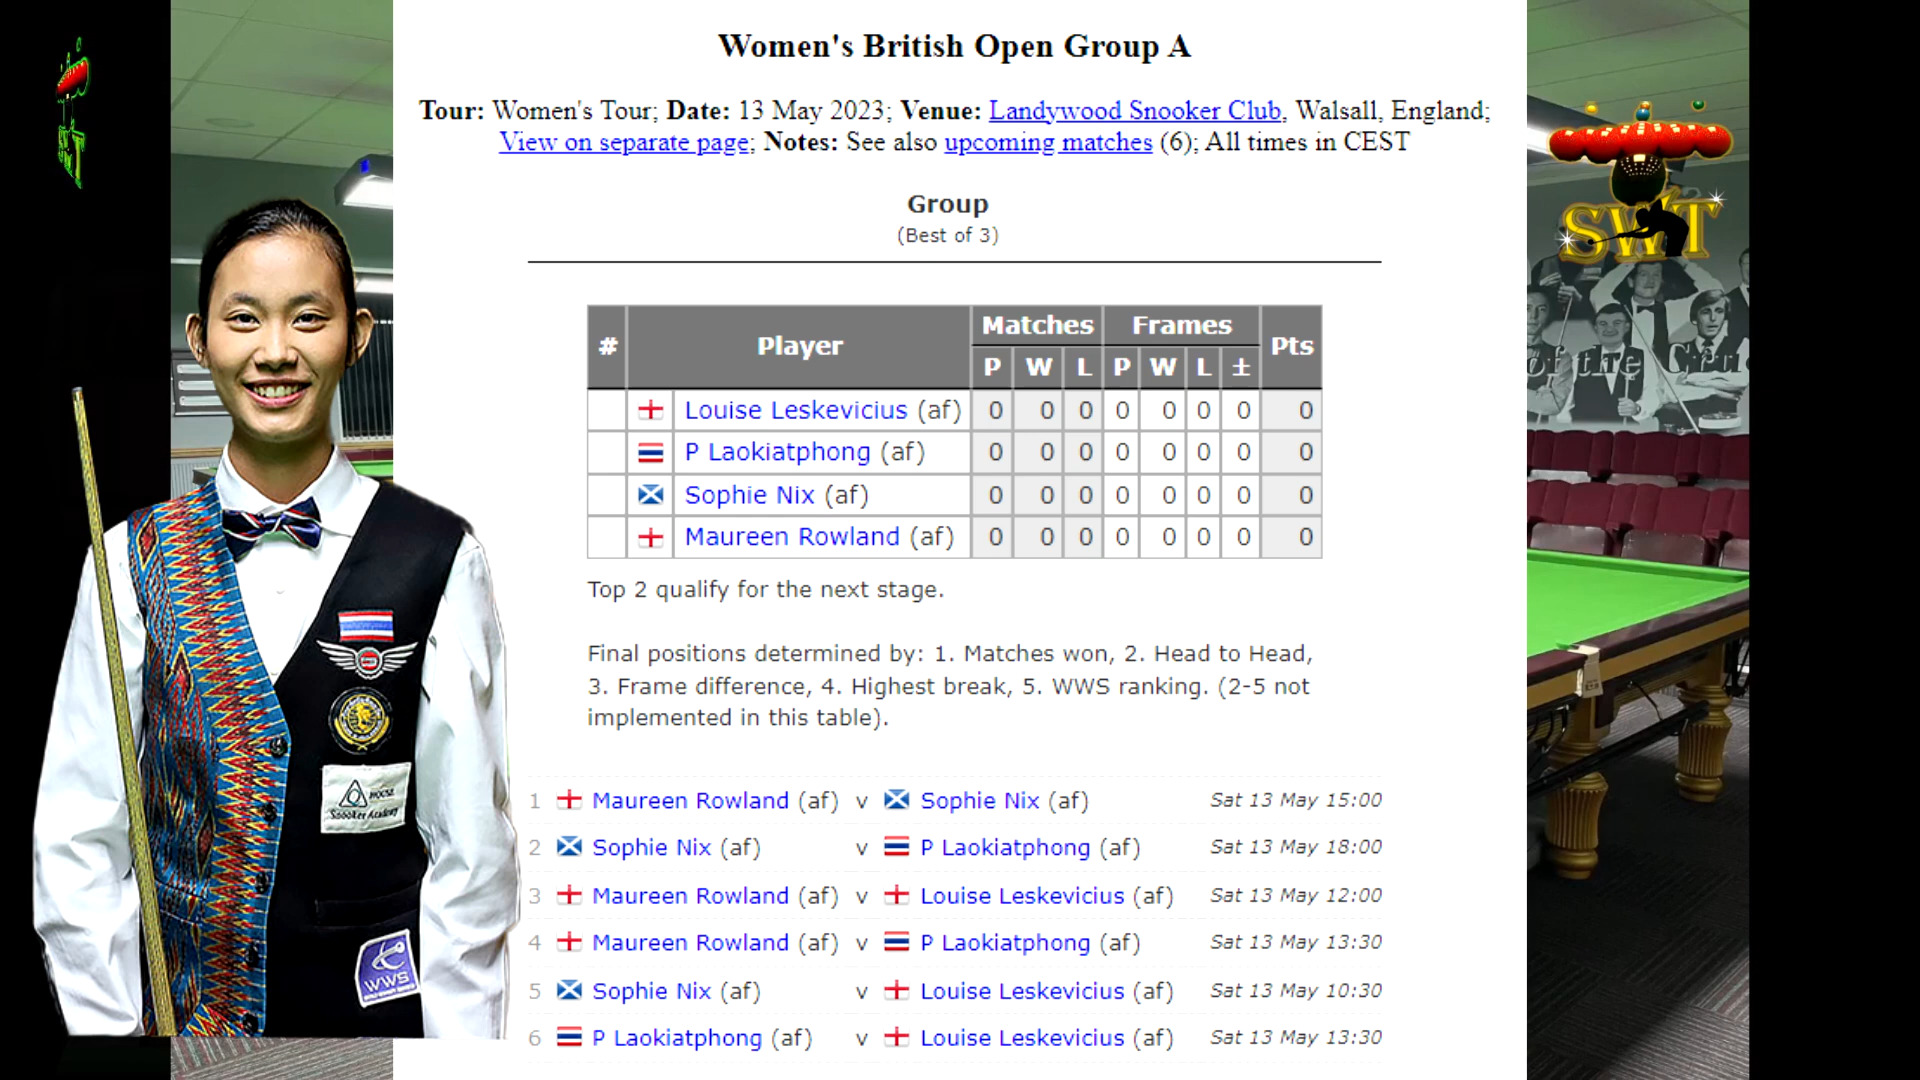 Women's British Open Group A
Tour: Women's Tour; Date: 13 May 2023; Venue: Landywood Snooker Club, Walsall, England;
View on separate page; Notes: See also upcoming matches (6); All times in CEST
Group
(Best of 3)
# Player Matches Frames Pts
P W L P W L ±
Louise Leskevicius (af) 0 0 0 0 0 0 0 0
P Laokiatphong (af) 0 0 0 0 0 0 0 0
Sophie Nix (af) 0 0 0 0 0 0 0 0
Maureen Rowland (af) 0 0 0 0 0 0 0 0
Top 2 qualify for the next stage.
Final positions determined by: 1. Matches won, 2. Head to Head,
3. Frame difference, 4. Highest break, 5. WWS ranking. (2-5 not
implemented in this table).
1 Maureen Rowland (af) v Sophie Nix (af) Sat 13 May 15:00
2 Sophie Nix (af) v P Laokiatphong (af) Sat 13 May 18:00
3 Maureen Rowland (af) v Louise Leskevicius (af) Sat 13 May 12:00
4 Maureen Rowland (af) v P Laokiatphong (af) Sat 13 May 13:30
5 Sophie Nix (af) v Louise Leskevicius (af) Sat 13 May 10:30
6 P Laokiatphong (af) v Louise Leskevicius (af) Sat 13 May 13:30
SWT
of the
HOUSE
Snooker Academy
WWS